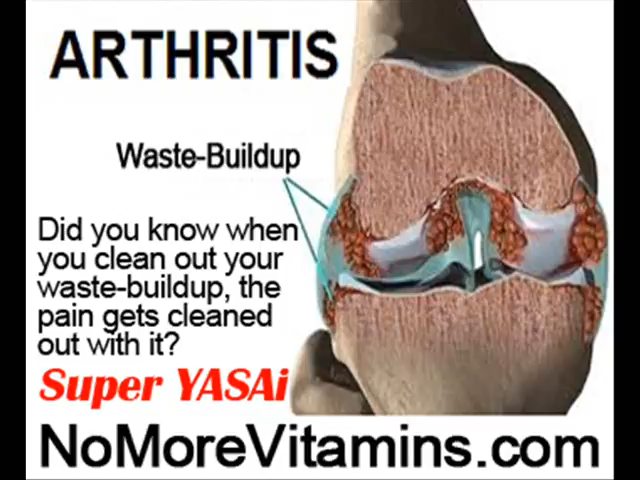 ARTHRITIS
Waste-Buildup
Did you know when
you clean out your
waste-buildup, the
pain gets cleaned
out with it?
Super YASAi
NoMoreVitamins.com